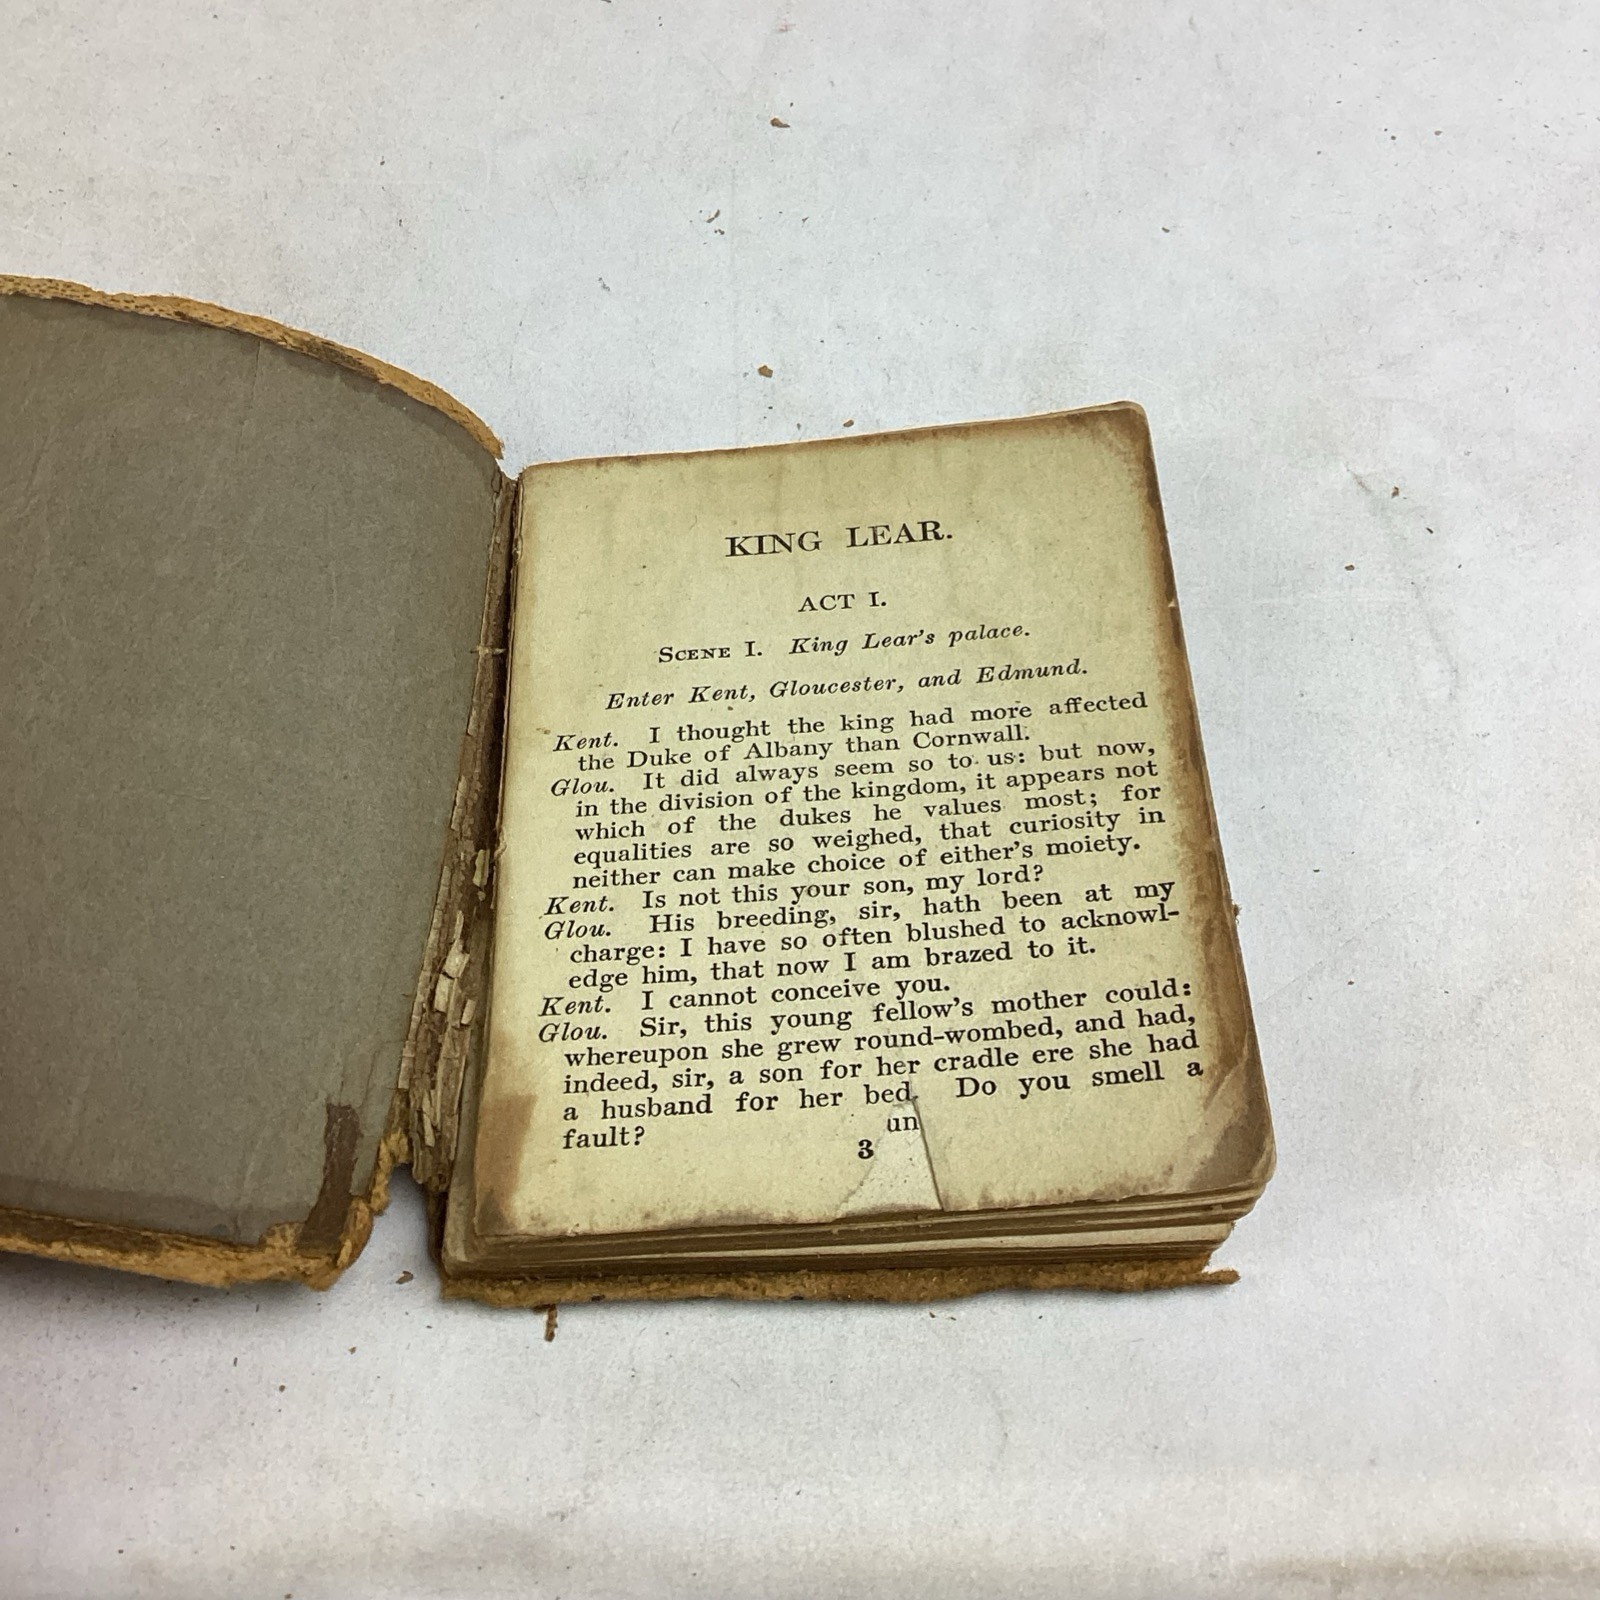 KING LEAR.
ACT I.
SCENE I. King Lear's palace.
Enter Kent, Gloucester, and Edmund.
Kent. I thought the king had more affected
the Duke of Albany than Cornwall.
Glou. It did always seem so to us: but now,
in the division of the kingdom, it appears not
which of the dukes he values most; for
equalities are so weighed, that curiosity in
neither can make choice of either's moiety.
Kent. Is not this your son, my lord?
Glou. His breeding, sir, hath been at my
charge: I have so often blushed to acknowl-
edge him, that now I am brazed to it.
Kent. I cannot conceive you.
Glou. Sir, this young fellow's mother could:
whereupon she grew round-wombed, and had,
indeed, sir, a son for her cradle ere she had
a husband for her bed. Do you smell a
fault?
un
3